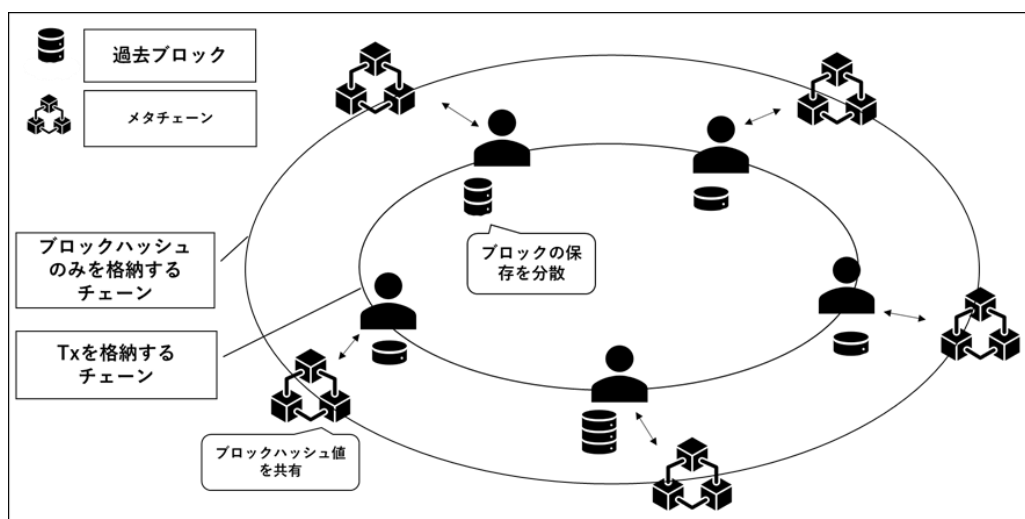 過去ブロック
メタチェーン
ブロックハッシュ
のみを格納する
チェーン
Txを格納する
チェーン
ブロックの保
存を分散
ブロックハッシュ値
を共有